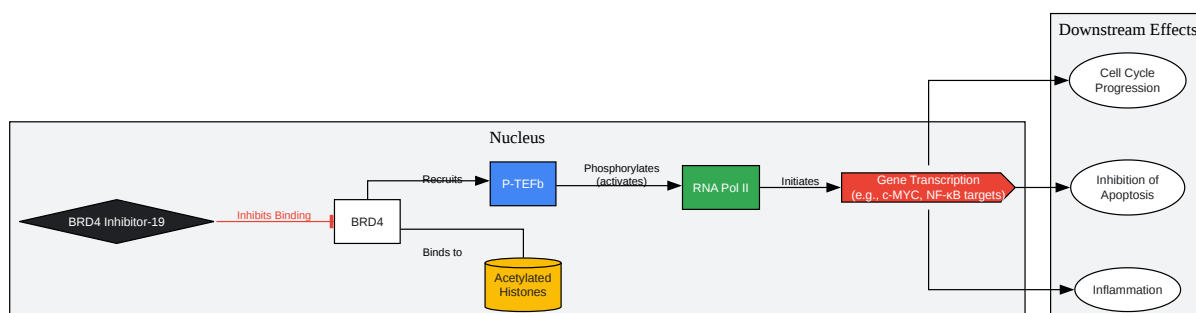 Downstream Effects
Cell Cycle
Progression
Nucleus
BRD4 Inhibitor-19
Inhibits Binding
BRD4
Recruits
P-TEFb
Phosphorylates
(activates)
RNA Pol II
Initiates
Gene Transcription
(e.g., c-MYC, NF-κB targets)
Inhibition of
Apoptosis
Binds to
Acetylated
Histones
Inflammation